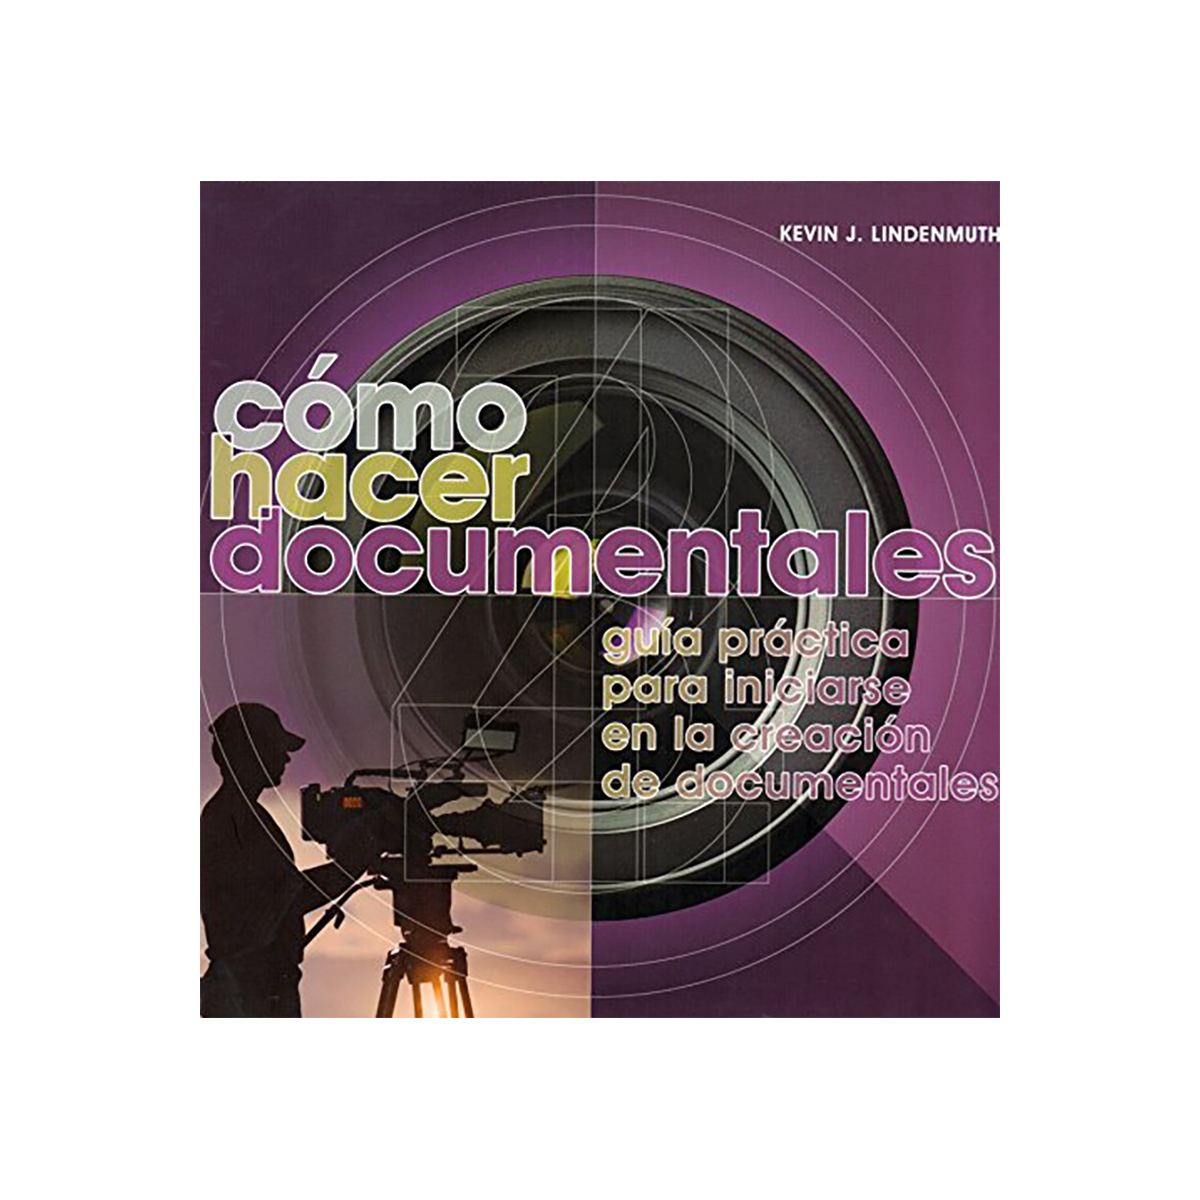 KEVIN J. LINDENMUTH
cómo
hacer
documentales
guía práctica
para iniciarse
en la creación
de documentales